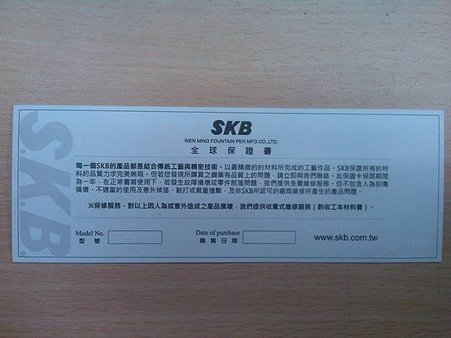 S.K.B
SKB
WEN MING FOUNTAIN PEN MFG.CO.,LTD.
全球保證書
每一個SKB的產品都是結合傳統工藝與精密技術，以最精緻的的材料所完成的工藝作品，SKB保證所有的材
料的品質力求完美無瑕，但若您發現所購買之鋼筆有品質上的問題，請立即與我們聯絡，此保證卡保固期限
為一年，在正常書寫使用下，若發生故障損壞或零件脫落問題，我們提供免費維修服務，但不包含人為刮傷
損壞、不適當的使用及意外掉落、敲打或嚴重撞擊，及非SKB所認可的廠商維修所產生的產品問題。
※保修服務，對以上因人為或意外造成之產品損壞，我們提供收費式維修服務（酌收工本材料費）。
Model No.
型號
Date of purchase
購買日期
www.skb.com.tw